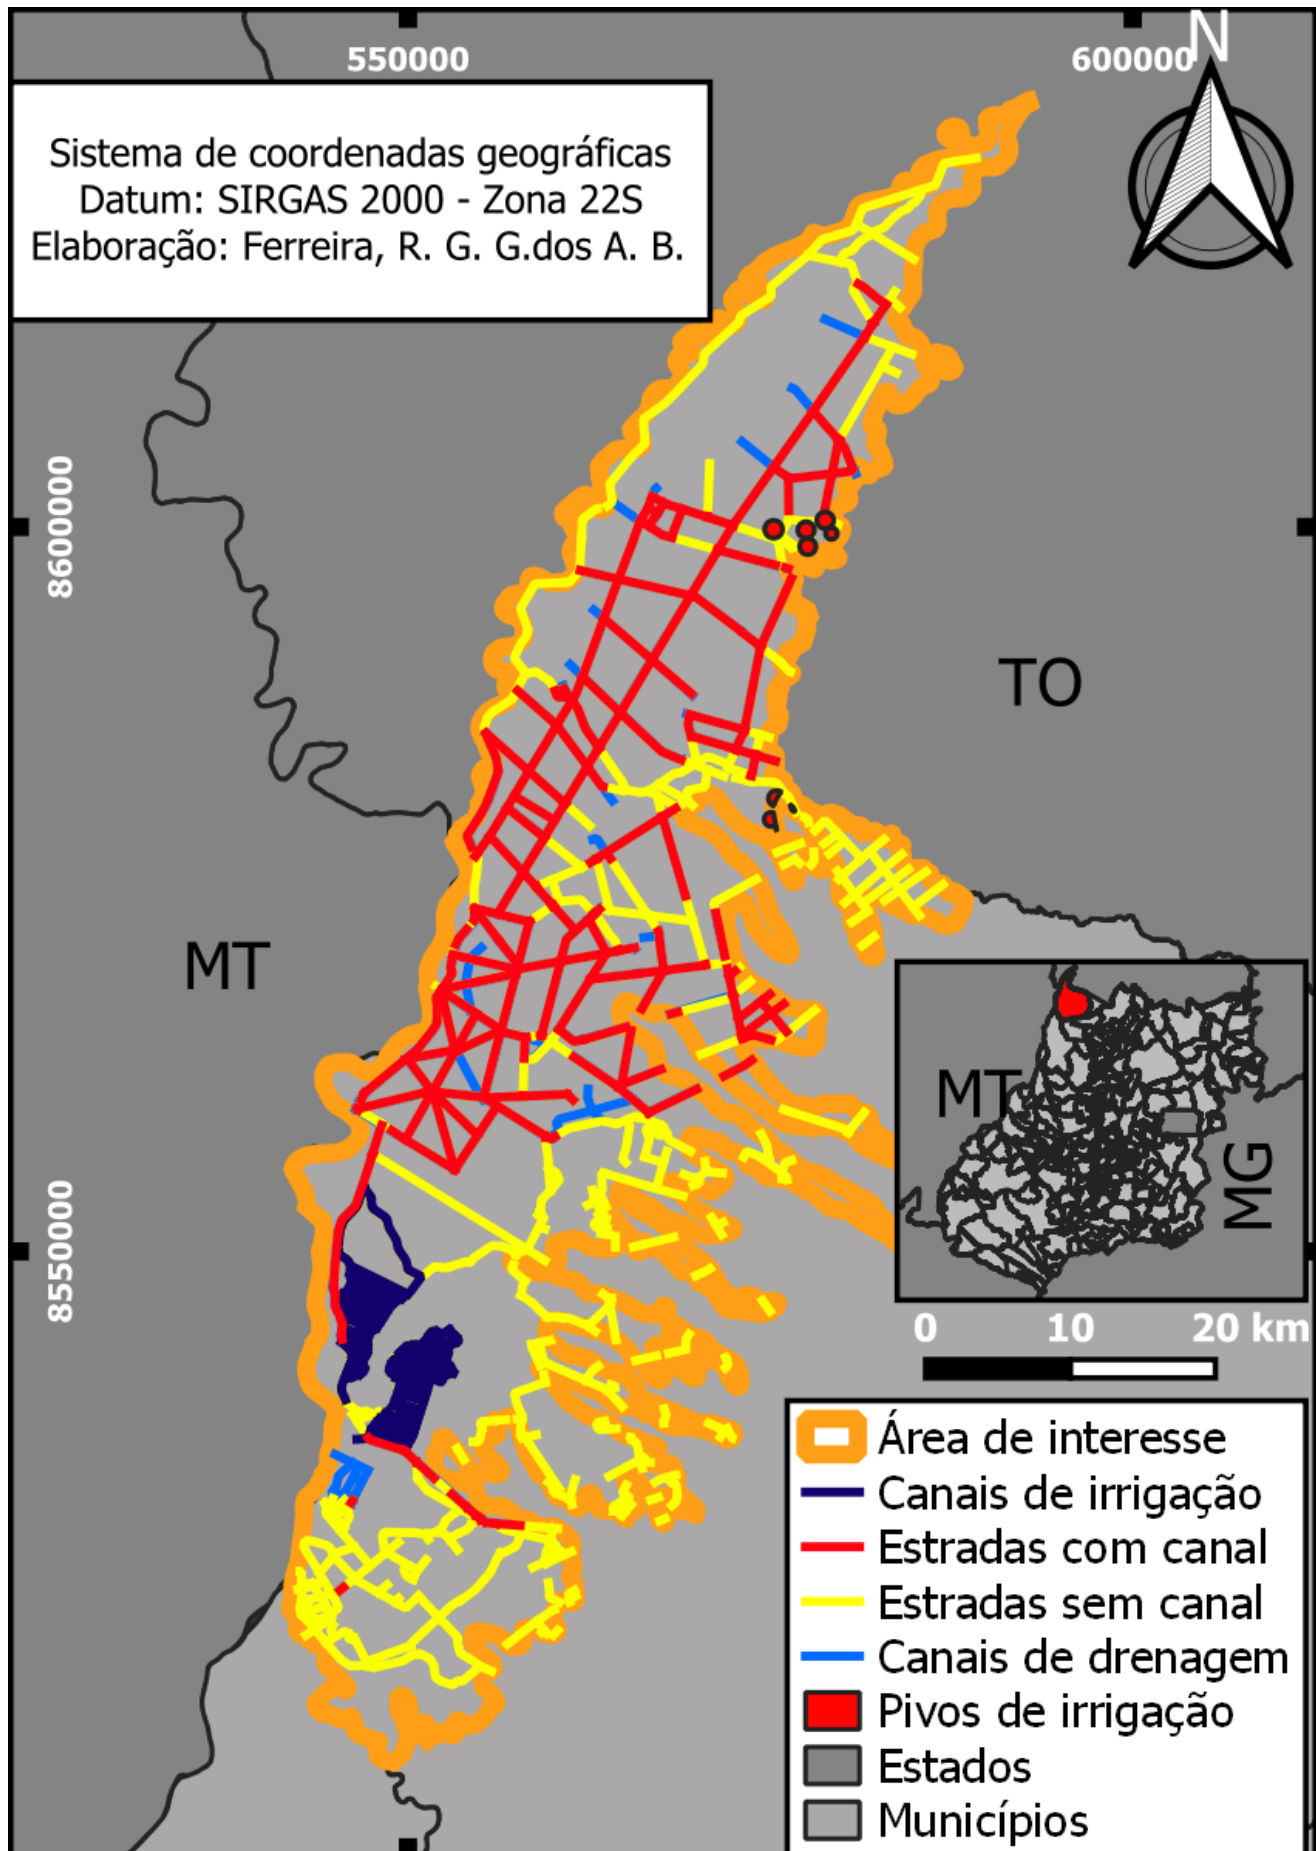 550000
600000
N
Sistema de coordenadas geográficas
Datum: SIRGAS 2000 - Zona 22S
Elaboração: Ferreira, R. G. G.dos A. B.
8600000
TO
MT
MT
MG
8550000
0 10 20 km
Área de interesse
Canais de irrigação
Estradas com canal
Estradas sem canal
Canais de drenagem
Pivos de irrigação
Estados
Municípios